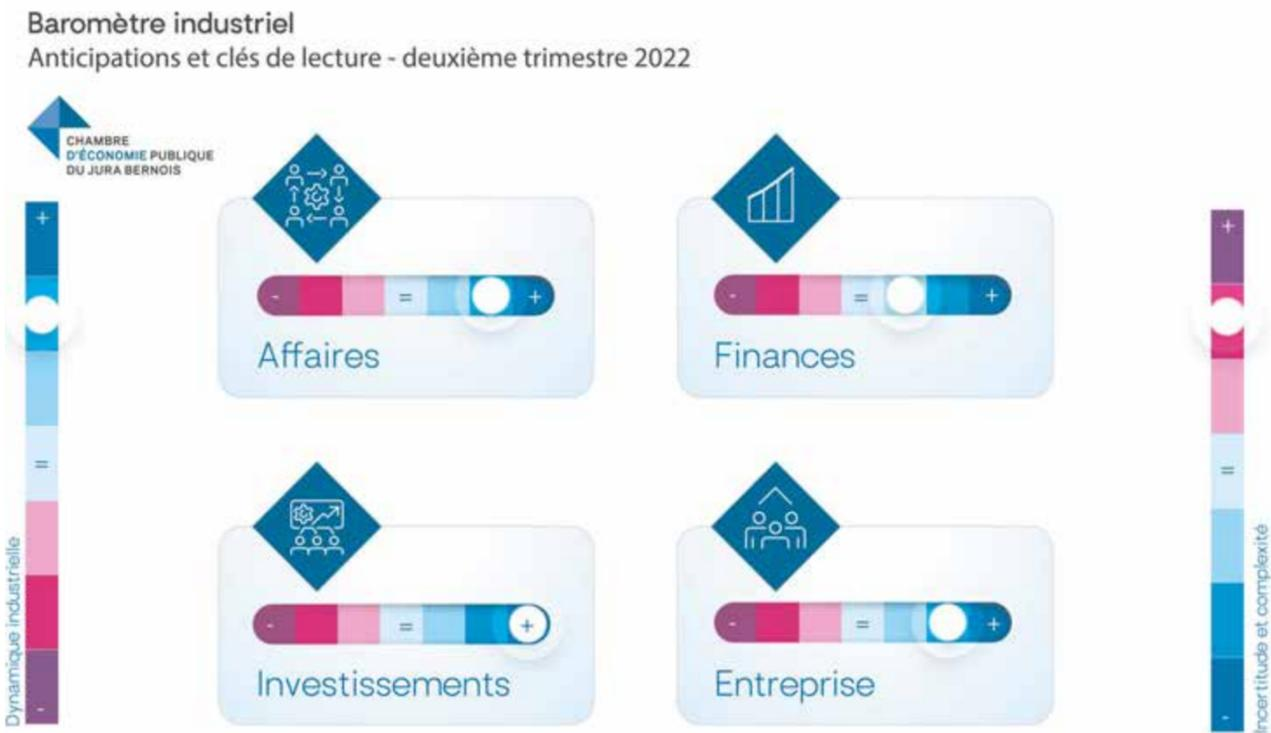 Baromètre industriel
Anticipations et clés de lecture - deuxième trimestre 2022
CHAMBRE
D'ÉCONOMIE PUBLIQUE
DU JURA BERNOIS
+
=
-
Dynamique industrielle
- = +
Affaires
- = +
Finances
- = +
Investissements
- = +
Entreprise
+
=
-
Incertitude et complexité